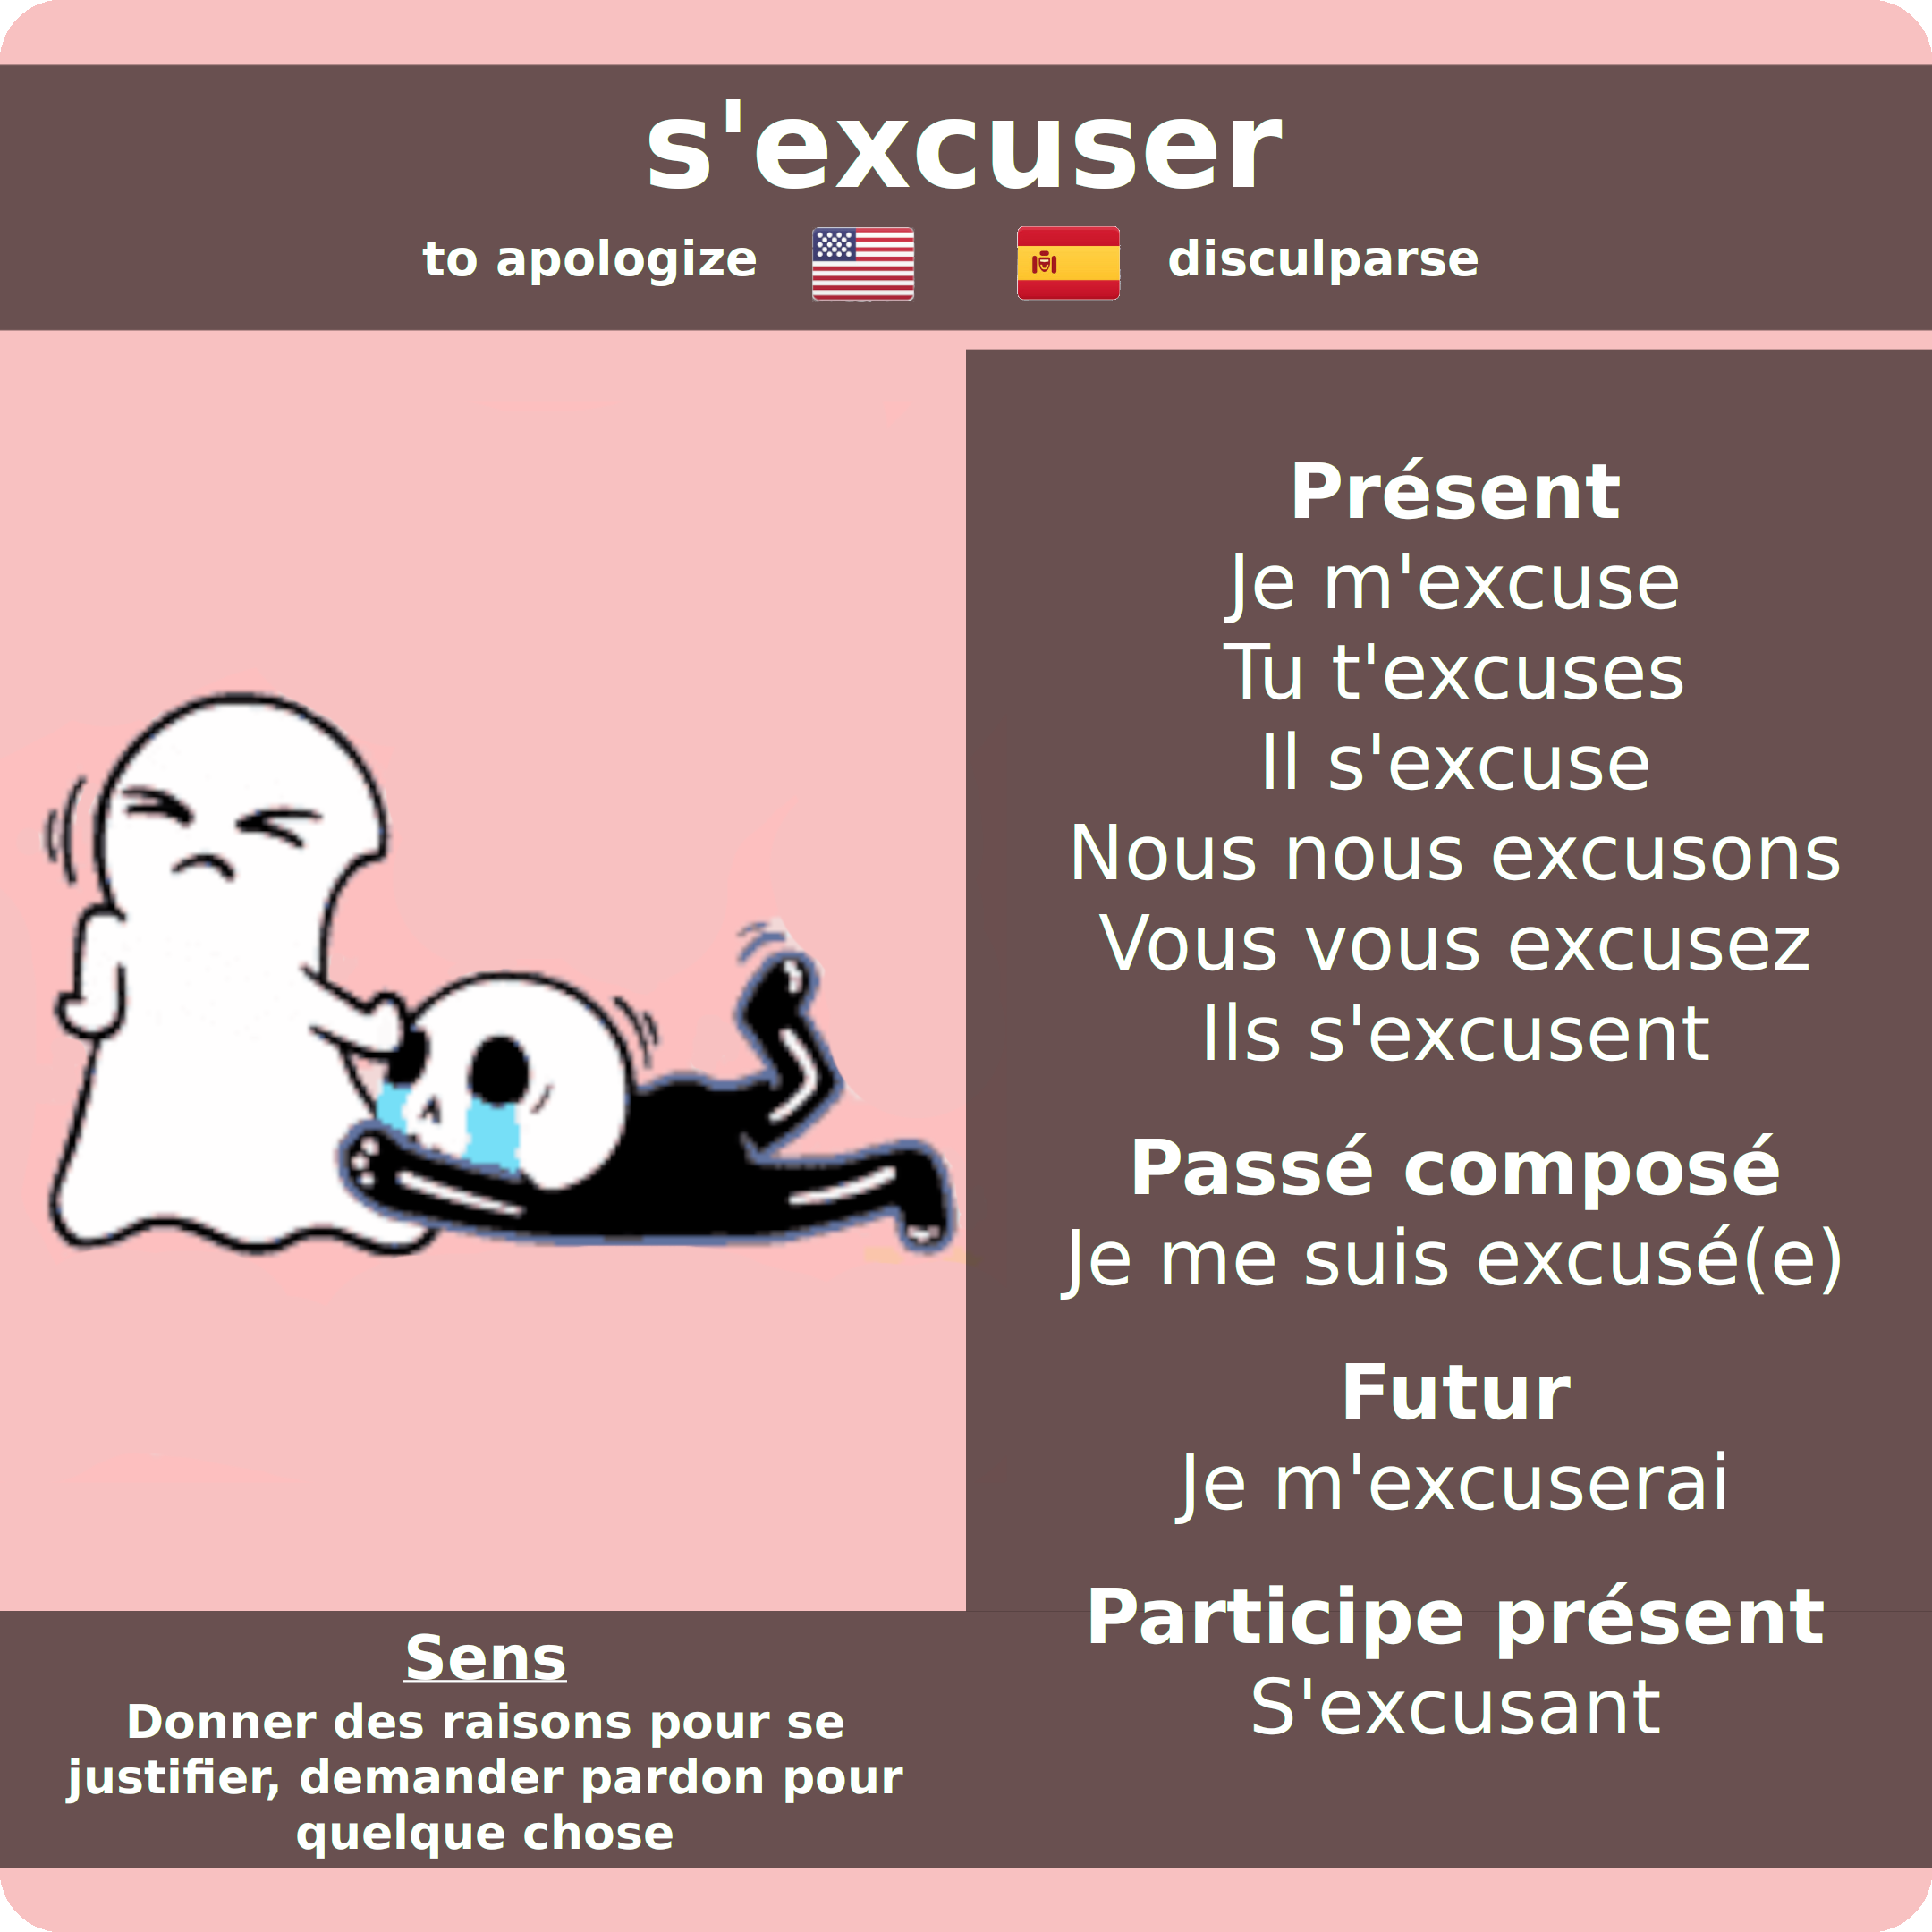 s'excuser
to apologize disculparse
Présent
Je m'excuse
Tu t'excuses
Il s'excuse
Nous nous excusons
Vous vous excusez
Ils s'excusent
Passé composé
Je me suis excusé(e)
Futur
Je m'excuserai
Participe présent
S'excusant
Sens
Donner des raisons pour se
justifier, demander pardon pour
quelque chose